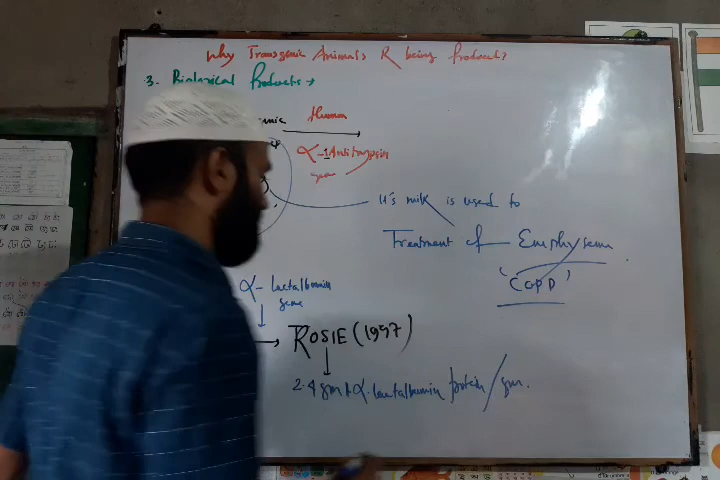 Why Transgenic Animals R being Produced?
3. Biological Products →
Human
α-1 Antitrypsin
gene
It's milk is used to
Treatment of Emphysema
'COPD'
α- lactalbumin
gene
→ ROSIE (1997)
2.4 gm h α.lactalbumin protein/gm.